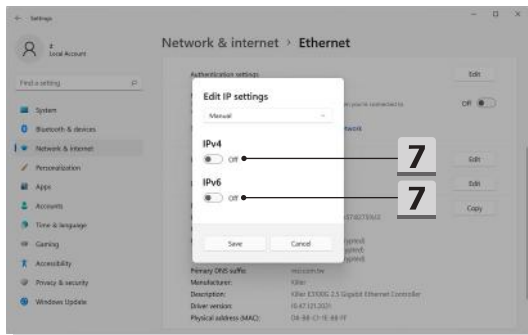 Settings
Network & internet > Ethernet
Local Account
Find a setting
System
Bluetooth & devices
Network & internet
Personalization
Apps
Accounts
Time & language
Gaming
Accessibility
Privacy & security
Windows Update
Authentication settings
Edit
Off
Edit
Edit
Copy
Edit IP settings
Manual
IPv4
Off
7
IPv6
Off
7
Save
Cancel
Primary DNS suffix:
Manufacturer:
Killer
Description:
Killer E3100G 2.5 Gigabit Ethernet Controller
Driver version:
Physical address (MAC):